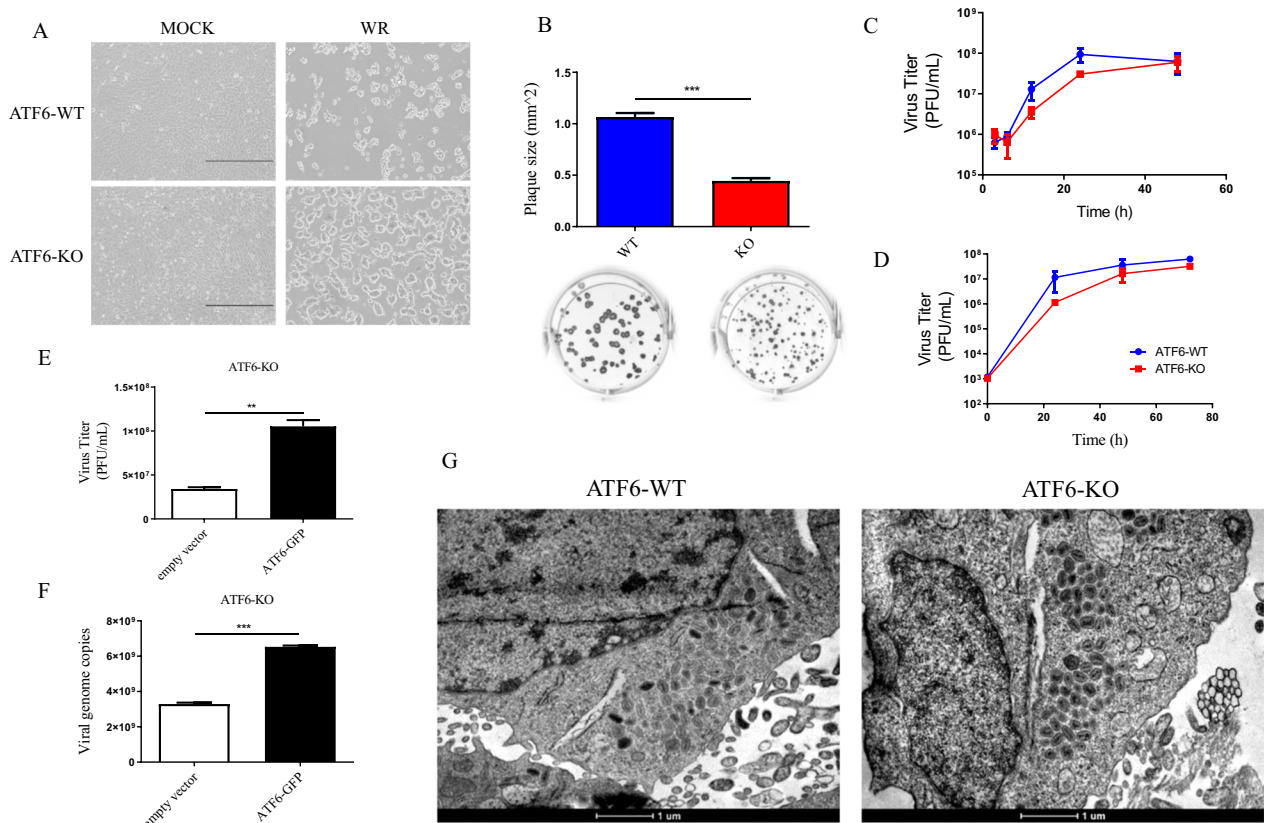 A
MOCK
WR
ATF6-WT
ATF6-KO
B
Plaque size (mm^2)
1.5
1.0
0.5
0.0
***
WT
KO
C
Virus Titer
(PFU/mL)
10^9
10^8
10^7
10^6
10^5
0
20
40
60
Time (h)
D
Virus Titer
(PFU/mL)
10^8
10^7
10^6
10^5
10^4
10^3
10^2
ATF6-WT
ATF6-KO
0
20
40
60
80
Time (h)
E
ATF6-KO
Virus Titer
(PFU/mL)
1.5×10^8
1×10^8
5×10^7
0
**
empty vector
ATF6-GFP
F
ATF6-KO
Viral genome copies
8×10^9
6×10^9
4×10^9
2×10^9
0
***
empty vector
ATF6-GFP
G
ATF6-WT
ATF6-KO
1 um
1 um